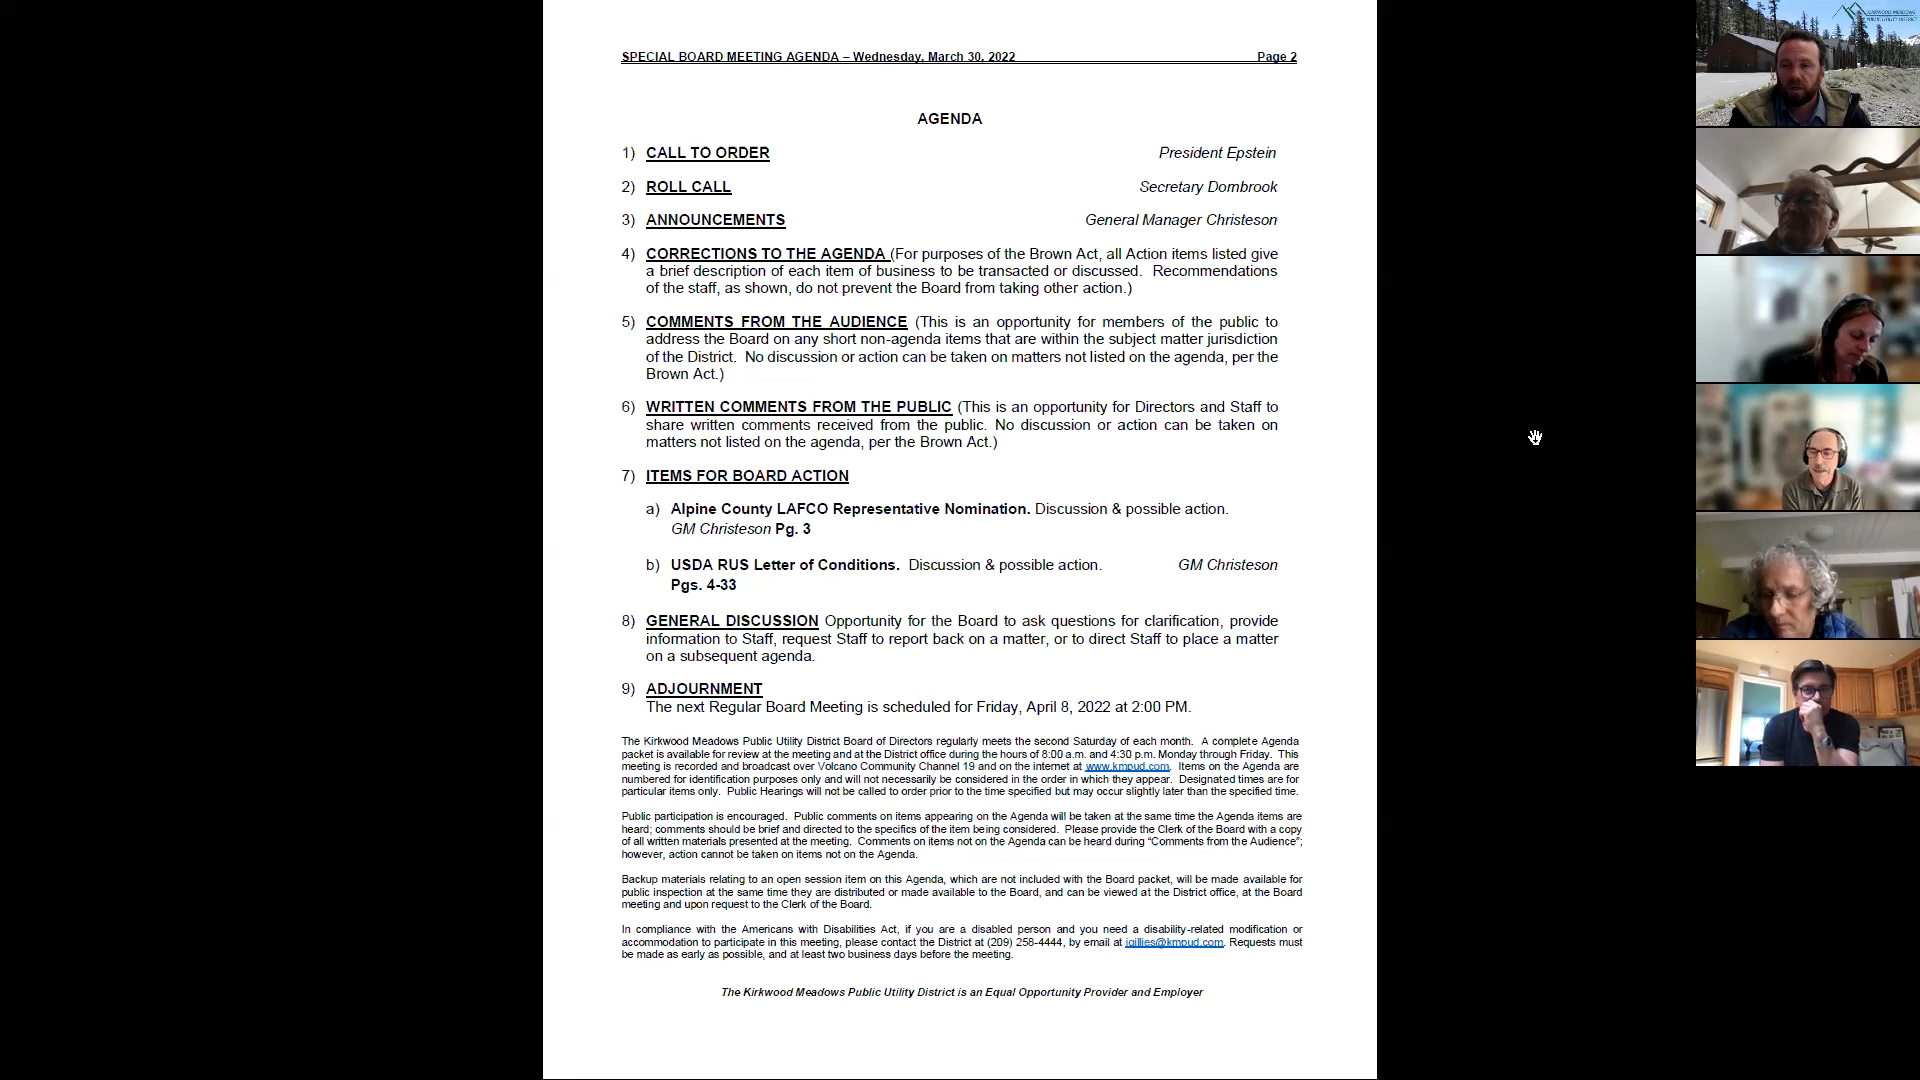 SPECIAL BOARD MEETING AGENDA – Wednesday, March 30, 2022 Page 2
AGENDA
1) CALL TO ORDER President Epstein
2) ROLL CALL Secretary Dornbrook
3) ANNOUNCEMENTS General Manager Christeson
4) CORRECTIONS TO THE AGENDA (For purposes of the Brown Act, all Action items listed give
a brief description of each item of business to be transacted or discussed. Recommendations
of the staff, as shown, do not prevent the Board from taking other action.)
5) COMMENTS FROM THE AUDIENCE (This is an opportunity for members of the public to
address the Board on any short non-agenda items that are within the subject matter jurisdiction
of the District. No discussion or action can be taken on matters not listed on the agenda, per the
Brown Act.)
6) WRITTEN COMMENTS FROM THE PUBLIC (This is an opportunity for Directors and Staff to
share written comments received from the public. No discussion or action can be taken on
matters not listed on the agenda, per the Brown Act.)
7) ITEMS FOR BOARD ACTION
a) Alpine County LAFCO Representative Nomination. Discussion & possible action.
GM Christeson Pg. 3
b) USDA RUS Letter of Conditions. Discussion & possible action. GM Christeson
Pgs. 4-33
8) GENERAL DISCUSSION Opportunity for the Board to ask questions for clarification, provide
information to Staff, request Staff to report back on a matter, or to direct Staff to place a matter
on a subsequent agenda.
9) ADJOURNMENT
The next Regular Board Meeting is scheduled for Friday, April 8, 2022 at 2:00 PM.
The Kirkwood Meadows Public Utility District Board of Directors regularly meets the second Saturday of each month. A complete Agenda
packet is available for review at the meeting and at the District office during the hours of 8:00 a.m. and 4:30 p.m. Monday through Friday. This
meeting is recorded and broadcast over Volcano Community Channel 19 and on the internet at www.kmpud.com. Items on the Agenda are
numbered for identification purposes only and will not necessarily be considered in the order in which they appear. Designated times are for
particular items only. Public Hearings will not be called to order prior to the time specified but may occur slightly later than the specified time.
Public participation is encouraged. Public comments on items appearing on the Agenda will be taken at the same time the Agenda items are
heard; comments should be brief and directed to the specifics of the item being considered. Please provide the Clerk of the Board with a copy
of all written materials presented at the meeting. Comments on items not on the Agenda can be heard during “Comments from the Audience”;
however, action cannot be taken on items not on the Agenda.
Backup materials relating to an open session item on this Agenda, which are not included with the Board packet, will be made available for
public inspection at the same time they are distributed or made available to the Board, and can be viewed at the District office, at the Board
meeting and upon request to the Clerk of the Board.
In compliance with the Americans with Disabilities Act, if you are a disabled person and you need a disability-related modification or
accommodation to participate in this meeting, please contact the District at (209) 258-4444, by email at jgillies@kmpud.com. Requests must
be made as early as possible, and at least two business days before the meeting.
The Kirkwood Meadows Public Utility District is an Equal Opportunity Provider and Employer
KIRKWOOD MEADOWS
PUBLIC UTILITY DISTRICT